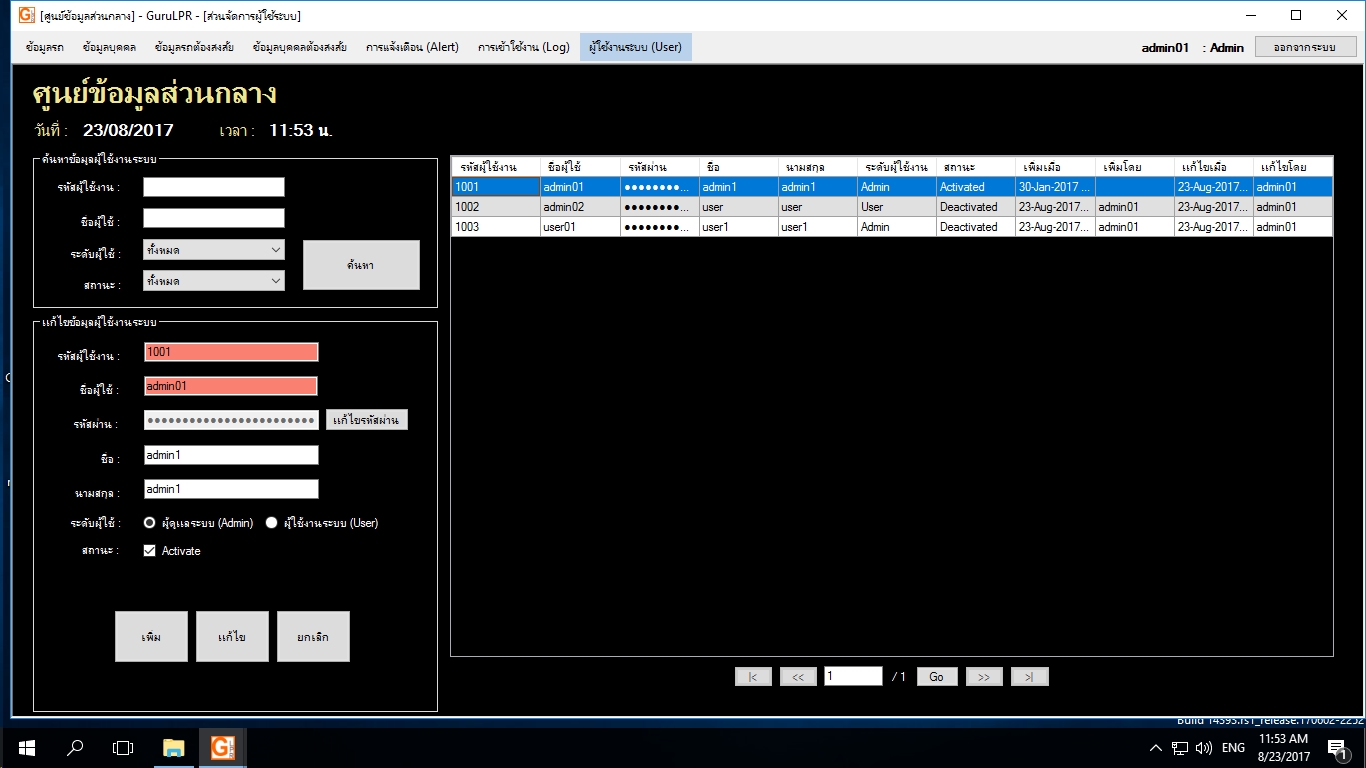 [ศูนย์ข้อมูลส่วนกลาง] - GuruLPR - [ส่วนจัดการผู้ใช้ระบบ]
ข้อมูลรถ ข้อมูลบุคคล ข้อมูลรถต้องสงสัย ข้อมูลบุคคลต้องสงสัย การแจ้งเตือน (Alert) การเข้าใช้งาน (Log) ผู้ใช้งานระบบ (User) admin01 : Admin ออกจากระบบ
ศูนย์ข้อมูลส่วนกลาง
วันที่ : 23/08/2017 เวลา : 11:53 น.
ค้นหาข้อมูลผู้ใช้งานระบบ
รหัสผู้ใช้งาน :
ชื่อผู้ใช้ :
ระดับผู้ใช้ : ทั้งหมด
สถานะ : ทั้งหมด
ค้นหา
แก้ไขข้อมูลผู้ใช้งานระบบ
รหัสผู้ใช้งาน : 1001
ชื่อผู้ใช้ : admin01
รหัสผ่าน : ●●●●●●●●●●●●●●●●●●●●●●●● แก้ไขรหัสผ่าน
ชื่อ : admin1
นามสกุล : admin1
ระดับผู้ใช้ : ผู้ดูแลระบบ (Admin) ผู้ใช้งานระบบ (User)
สถานะ : Activate
เพิ่ม แก้ไข ยกเลิก
รหัสผู้ใช้งาน ชื่อผู้ใช้ รหัสผ่าน ชื่อ นามสกุล ระดับผู้ใช้งาน สถานะ เพิ่มเมื่อ เพิ่มโดย แก้ไขเมื่อ แก้ไขโดย
1001 admin01 ●●●●●●●●... admin1 admin1 Admin Activated 30-Jan-2017 ... 23-Aug-2017... admin01
1002 admin02 ●●●●●●●●... user user User Deactivated 23-Aug-2017... admin01 23-Aug-2017... admin01
1003 user01 ●●●●●●●●... user1 user1 Admin Deactivated 23-Aug-2017... admin01 23-Aug-2017... admin01
|< << 1 / 1 Go >> >|
Build 14393.rs1_release.170602-2252
ENG 11:53 AM
8/23/2017
1